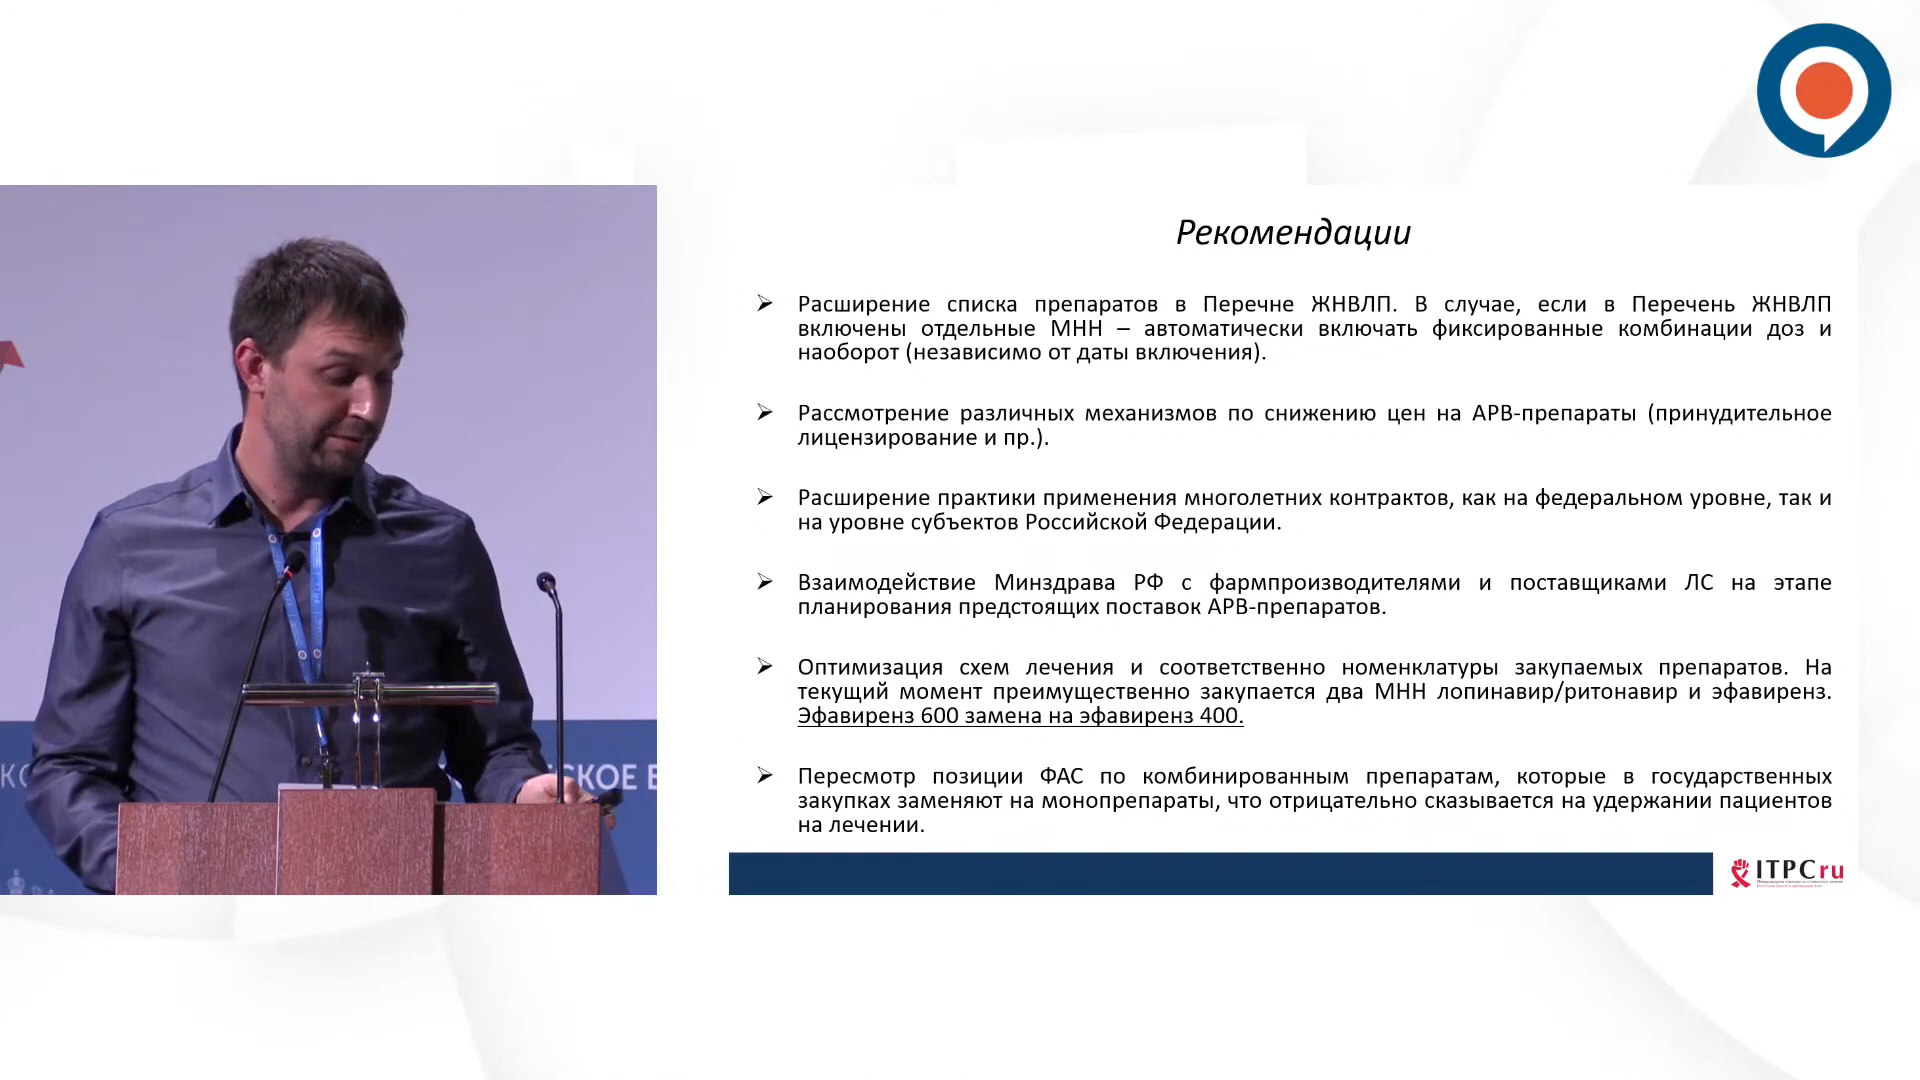 Рекомендации
Расширение списка препаратов в Перечне ЖНВЛП. В случае, если в Перечень ЖНВЛП
включены отдельные МНН – автоматически включать фиксированные комбинации доз и
наоборот (независимо от даты включения).
Рассмотрение различных механизмов по снижению цен на АРВ-препараты (принудительное
лицензирование и пр.).
Расширение практики применения многолетних контрактов, как на федеральном уровне, так и
на уровне субъектов Российской Федерации.
Взаимодействие Минздрава РФ с фармпроизводителями и поставщиками ЛС на этапе
планирования предстоящих поставок АРВ-препаратов.
Оптимизация схем лечения и соответственно номенклатуры закупаемых препаратов. На
текущий момент преимущественно закупается два МНН лопинавир/ритонавир и эфавиренз.
Эфавиренз 600 замена на эфавиренз 400.
Пересмотр позиции ФАС по комбинированным препаратам, которые в государственных
закупках заменяют на монопрепараты, что отрицательно сказывается на удержании пациентов
на лечении.
ITPCru
СКОЕ